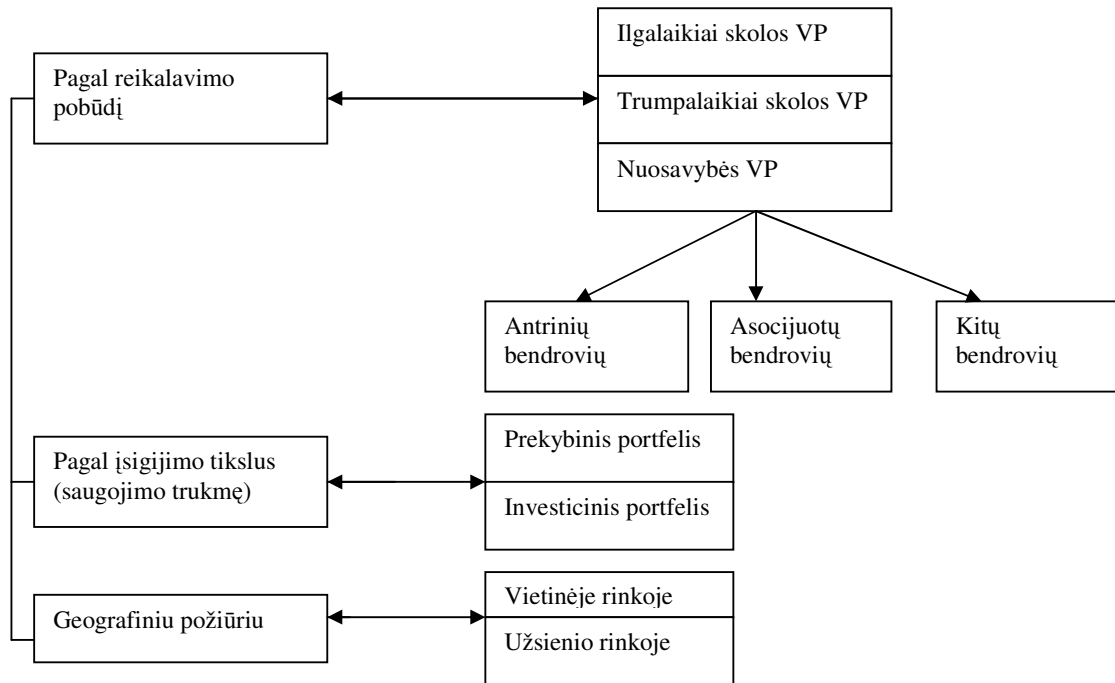 Ilgalaikiai skolos VP
Pagal reikalavimo
pobūdį
Trumpalaikiai skolos VP
Nuosavybės VP
Antrinių
bendrovių
Asocijuotų
bendrovių
Kitų
bendrovių
Pagal įsigijimo tikslus
(saugojimo trukmę)
Prekybinis portfelis
Investicinis portfelis
Geografiniu požiūriu
Vietinėje rinkoje
Užsienio rinkoje